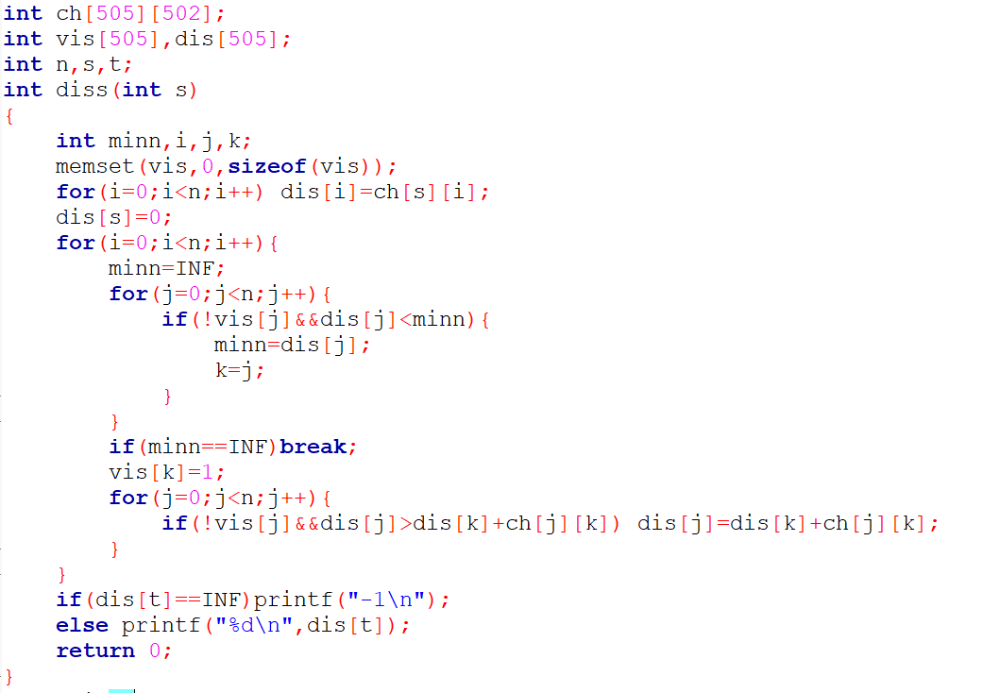 int ch[505][502];
int vis[505],dis[505];
int n,s,t;
int diss(int s)
{
    int minn,i,j,k;
    memset(vis,0,sizeof(vis));
    for(i=0;i<n;i++) dis[i]=ch[s][i];
    dis[s]=0;
    for(i=0;i<n;i++){
        minn=INF;
        for(j=0;j<n;j++){
            if(!vis[j]&&dis[j]<minn){
                minn=dis[j];
                k=j;
            }
        }
        if(minn==INF)break;
        vis[k]=1;
        for(j=0;j<n;j++){
            if(!vis[j]&&dis[j]>dis[k]+ch[j][k]) dis[j]=dis[k]+ch[j][k];
        }
    }
    if(dis[t]==INF)printf("-1\n");
    else printf("%d\n",dis[t]);
    return 0;
}